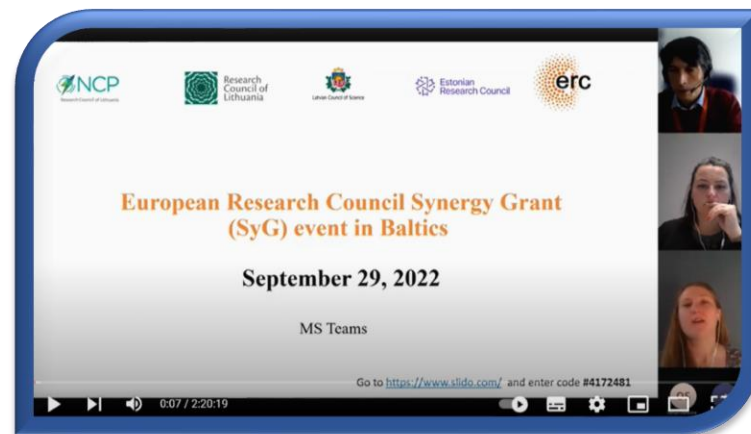 NCP
Research Council of Lithuania
Research
Council of
Lithuania
Latvian Council of Science
Estonian
Research Council
erc
European Research Council Synergy Grant
(SyG) event in Baltics
September 29, 2022
MS Teams
Go to https://www.slido.com/ and enter code #4172481
0:07 / 2:20:19